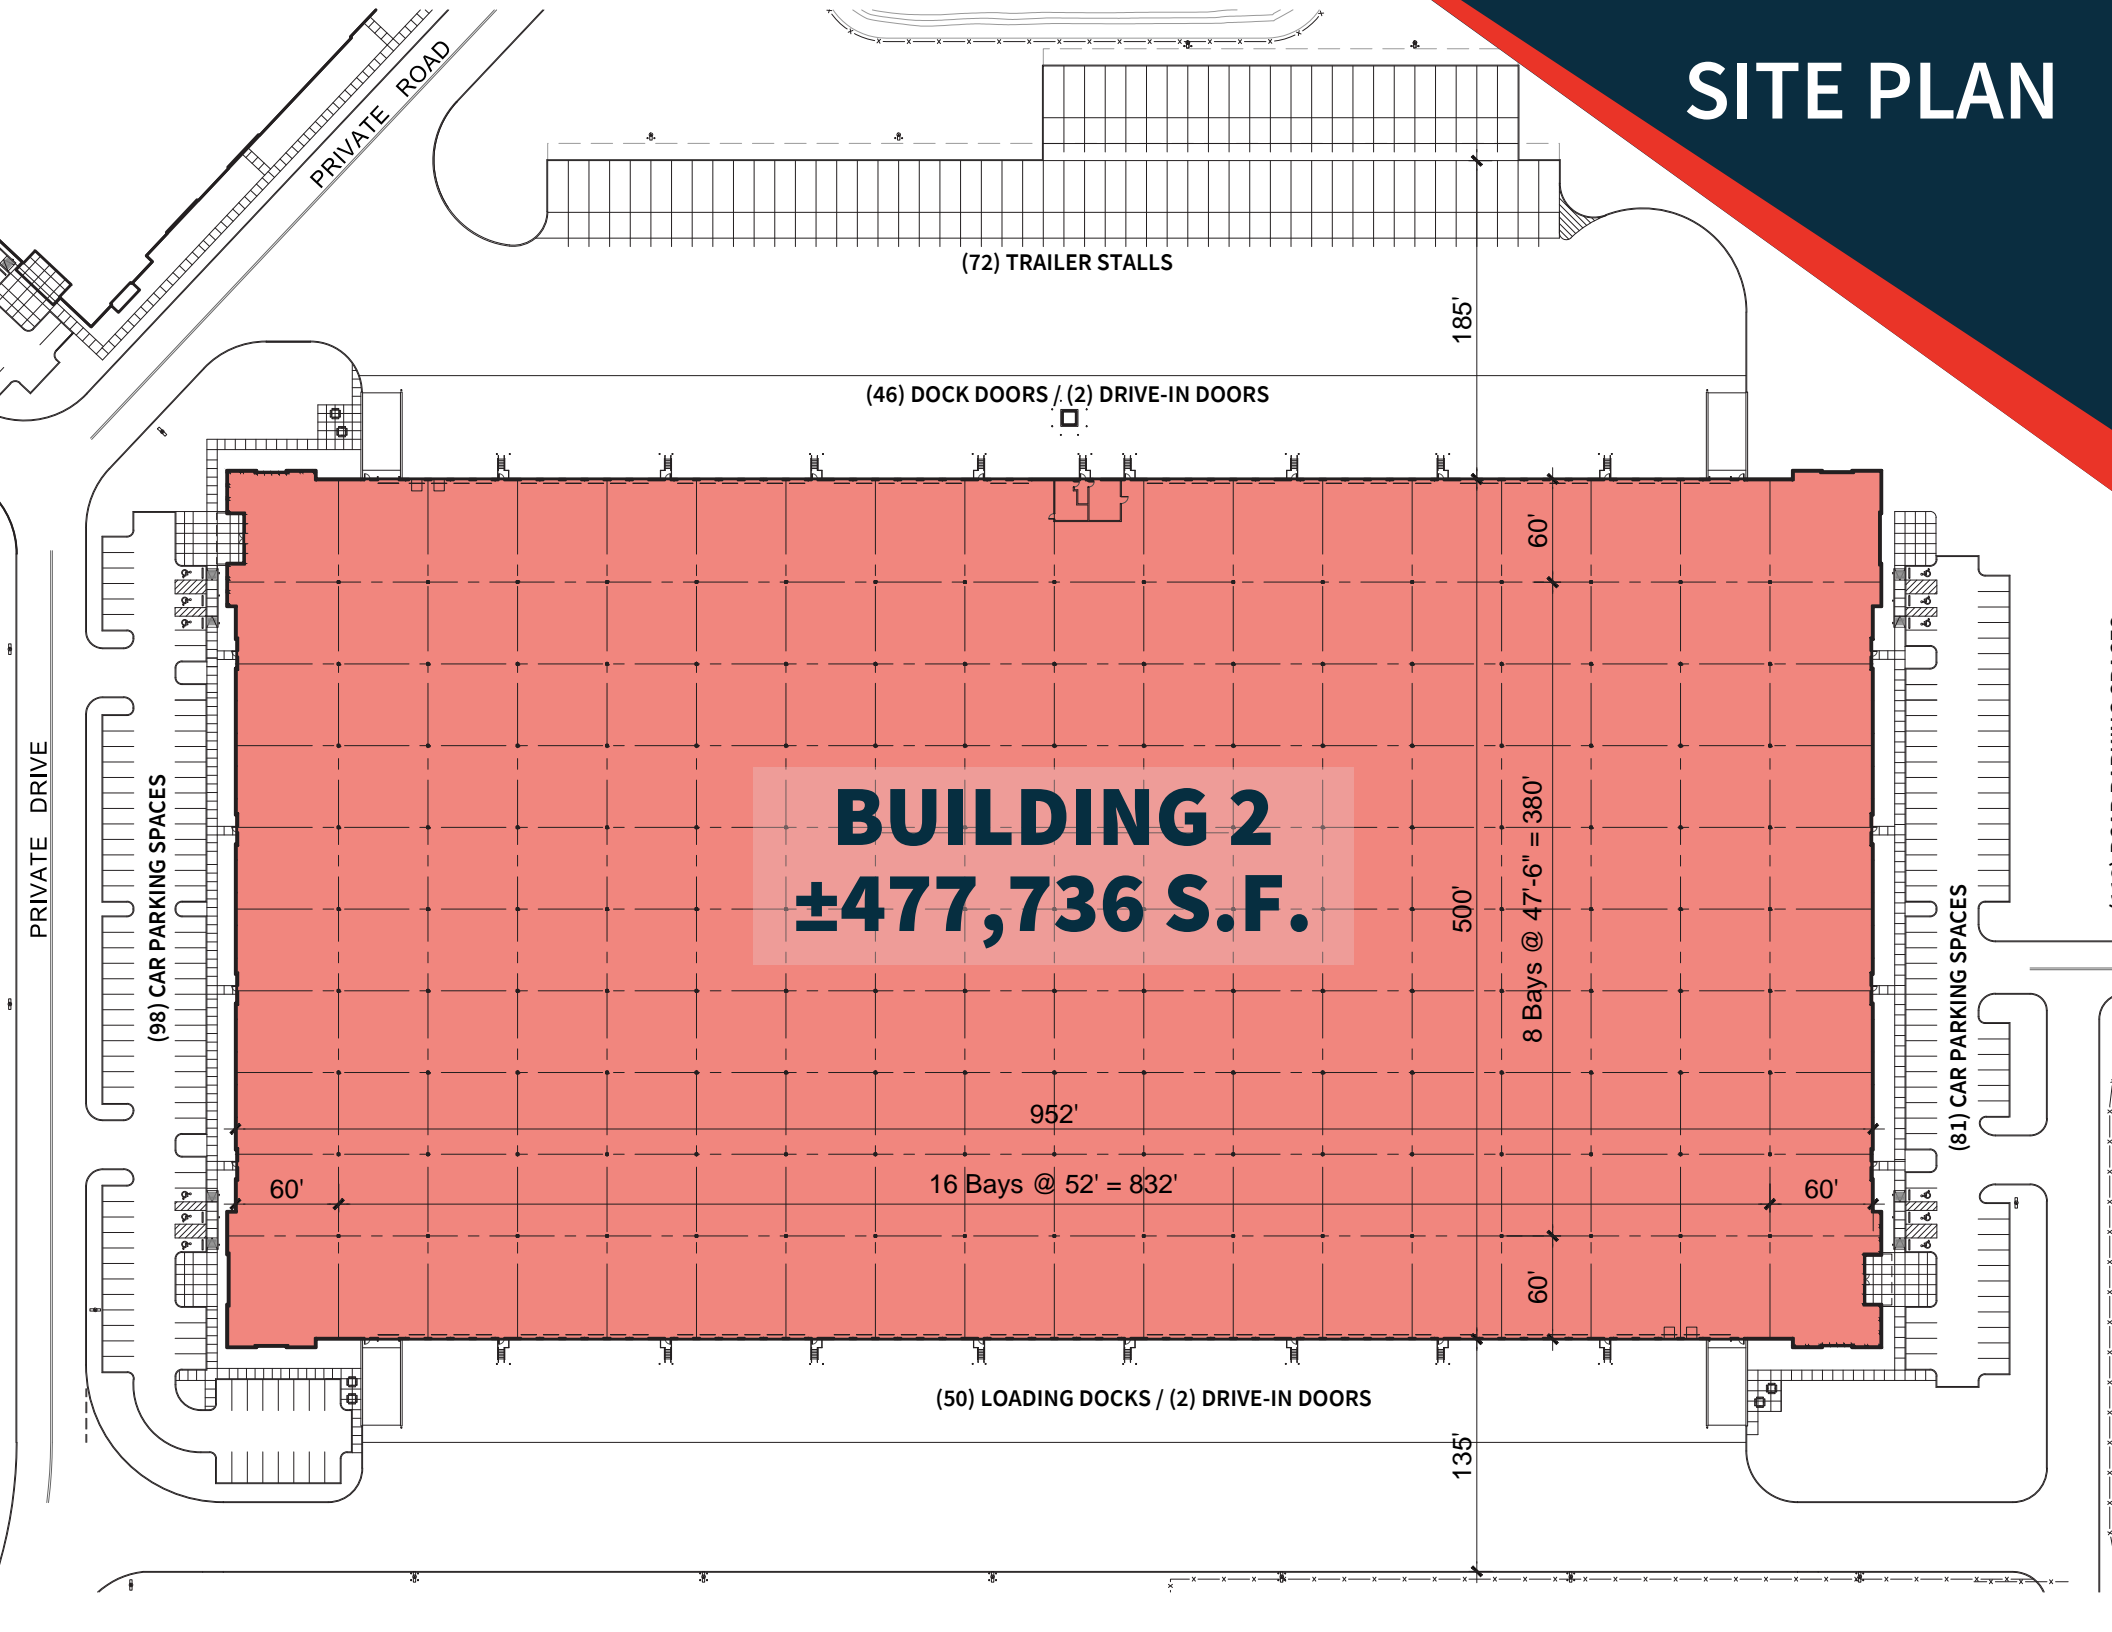 SITE PLAN
PRIVATE ROAD
(72) TRAILER STALLS
185'
(46) DOCK DOORS / (2) DRIVE-IN DOORS
60'
PRIVATE DRIVE
(98) CAR PARKING SPACES
BUILDING 2
±477,736 S.F.
500'
8 Bays @ 47'-6" = 380'
(81) CAR PARKING SPACES
952'
16 Bays @ 52' = 832'
60'
60'
60'
(50) LOADING DOCKS / (2) DRIVE-IN DOORS
135'